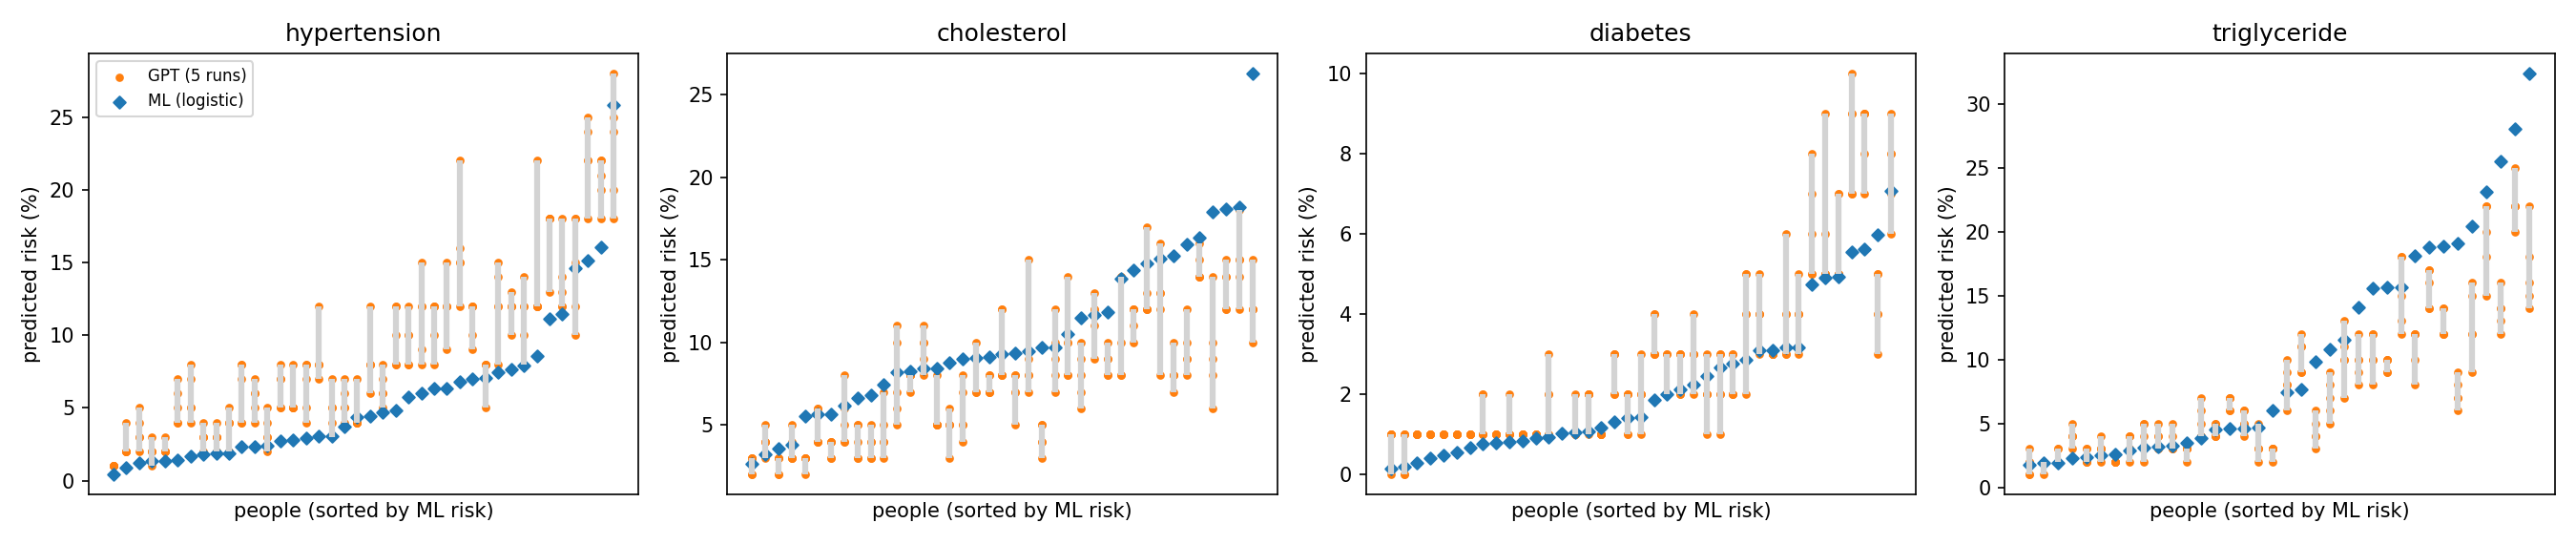 hypertension
GPT (5 runs)
ML (logistic)
predicted risk (%)
0
5
10
15
20
25
people (sorted by ML risk)
cholesterol
predicted risk (%)
5
10
15
20
25
people (sorted by ML risk)
diabetes
predicted risk (%)
0
2
4
6
8
10
people (sorted by ML risk)
triglyceride
predicted risk (%)
0
5
10
15
20
25
30
people (sorted by ML risk)